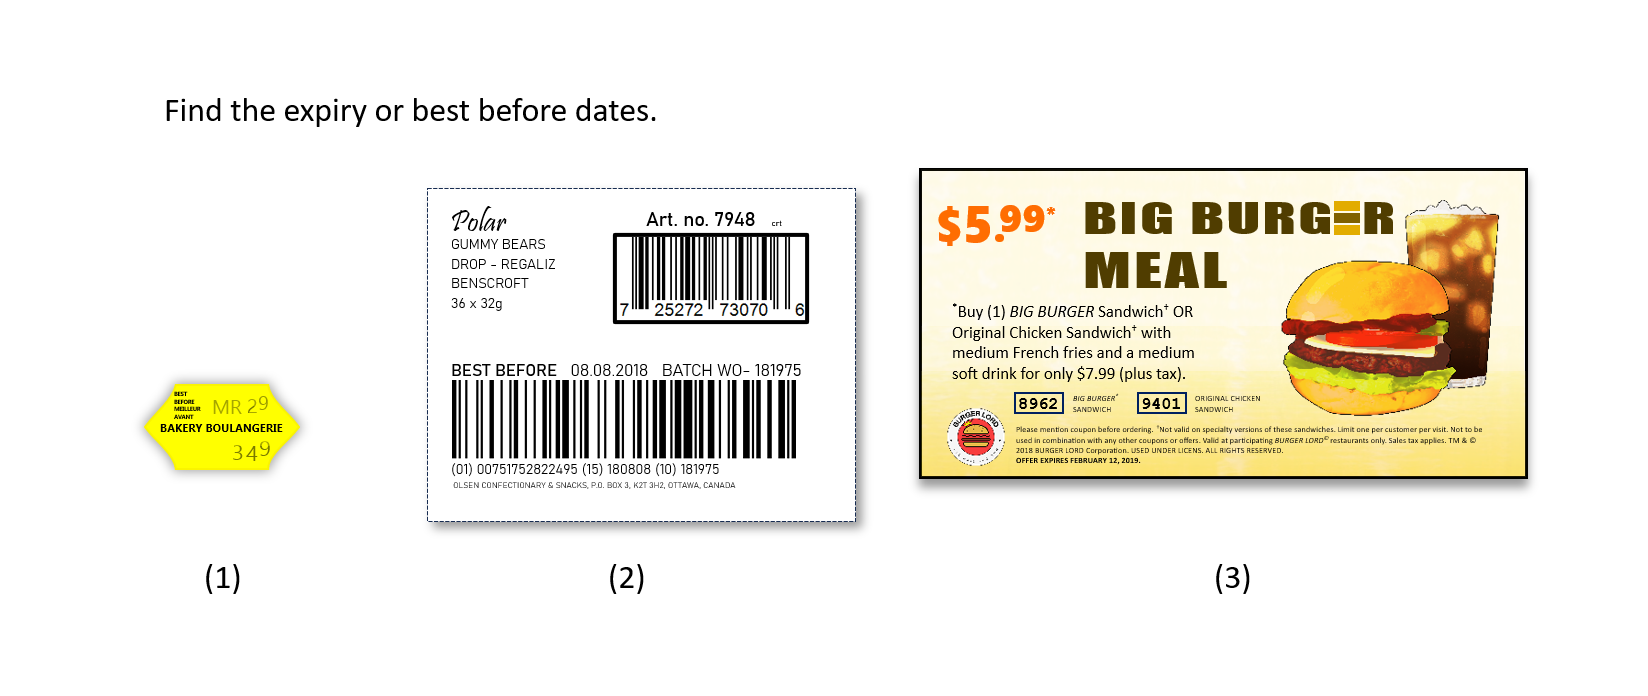 Find the expiry or best before dates.
BEST
BEFORE
MEILLEUR
AVANT
MR 29
BAKERY BOULANGERIE
349
(1)
Polar
GUMMY BEARS
DROP - REGALIZ
BENSCROFT
36 x 32g
Art. no. 7948 crt
7 25272 73070 6
BEST BEFORE 08.08.2018 BATCH WO- 181975
(01) 00751752822495 (15) 180808 (10) 181975
OLSEN CONFECTIONARY & SNACKS, P.O. BOX 3, K2T 3H2, OTTAWA, CANADA
(2)
$5.99*
BIG BURGER
MEAL
*Buy (1) BIG BURGER Sandwich† OR
Original Chicken Sandwich† with
medium French fries and a medium
soft drink for only $7.99 (plus tax).
8962 BIG BURGER* SANDWICH
9401 ORIGINAL CHICKEN SANDWICH
BURGER LORD
Please mention coupon before ordering. †Not valid on specialty versions of these sandwiches. Limit one per customer per visit. Not to be
used in combination with any other coupons or offers. Valid at participating BURGER LORD© restaurants only. Sales tax applies. TM & ©
2018 BURGER LORD Corporation. USED UNDER LICENS. ALL RIGHTS RESERVED.
OFFER EXPIRES FEBRUARY 12, 2019.
(3)